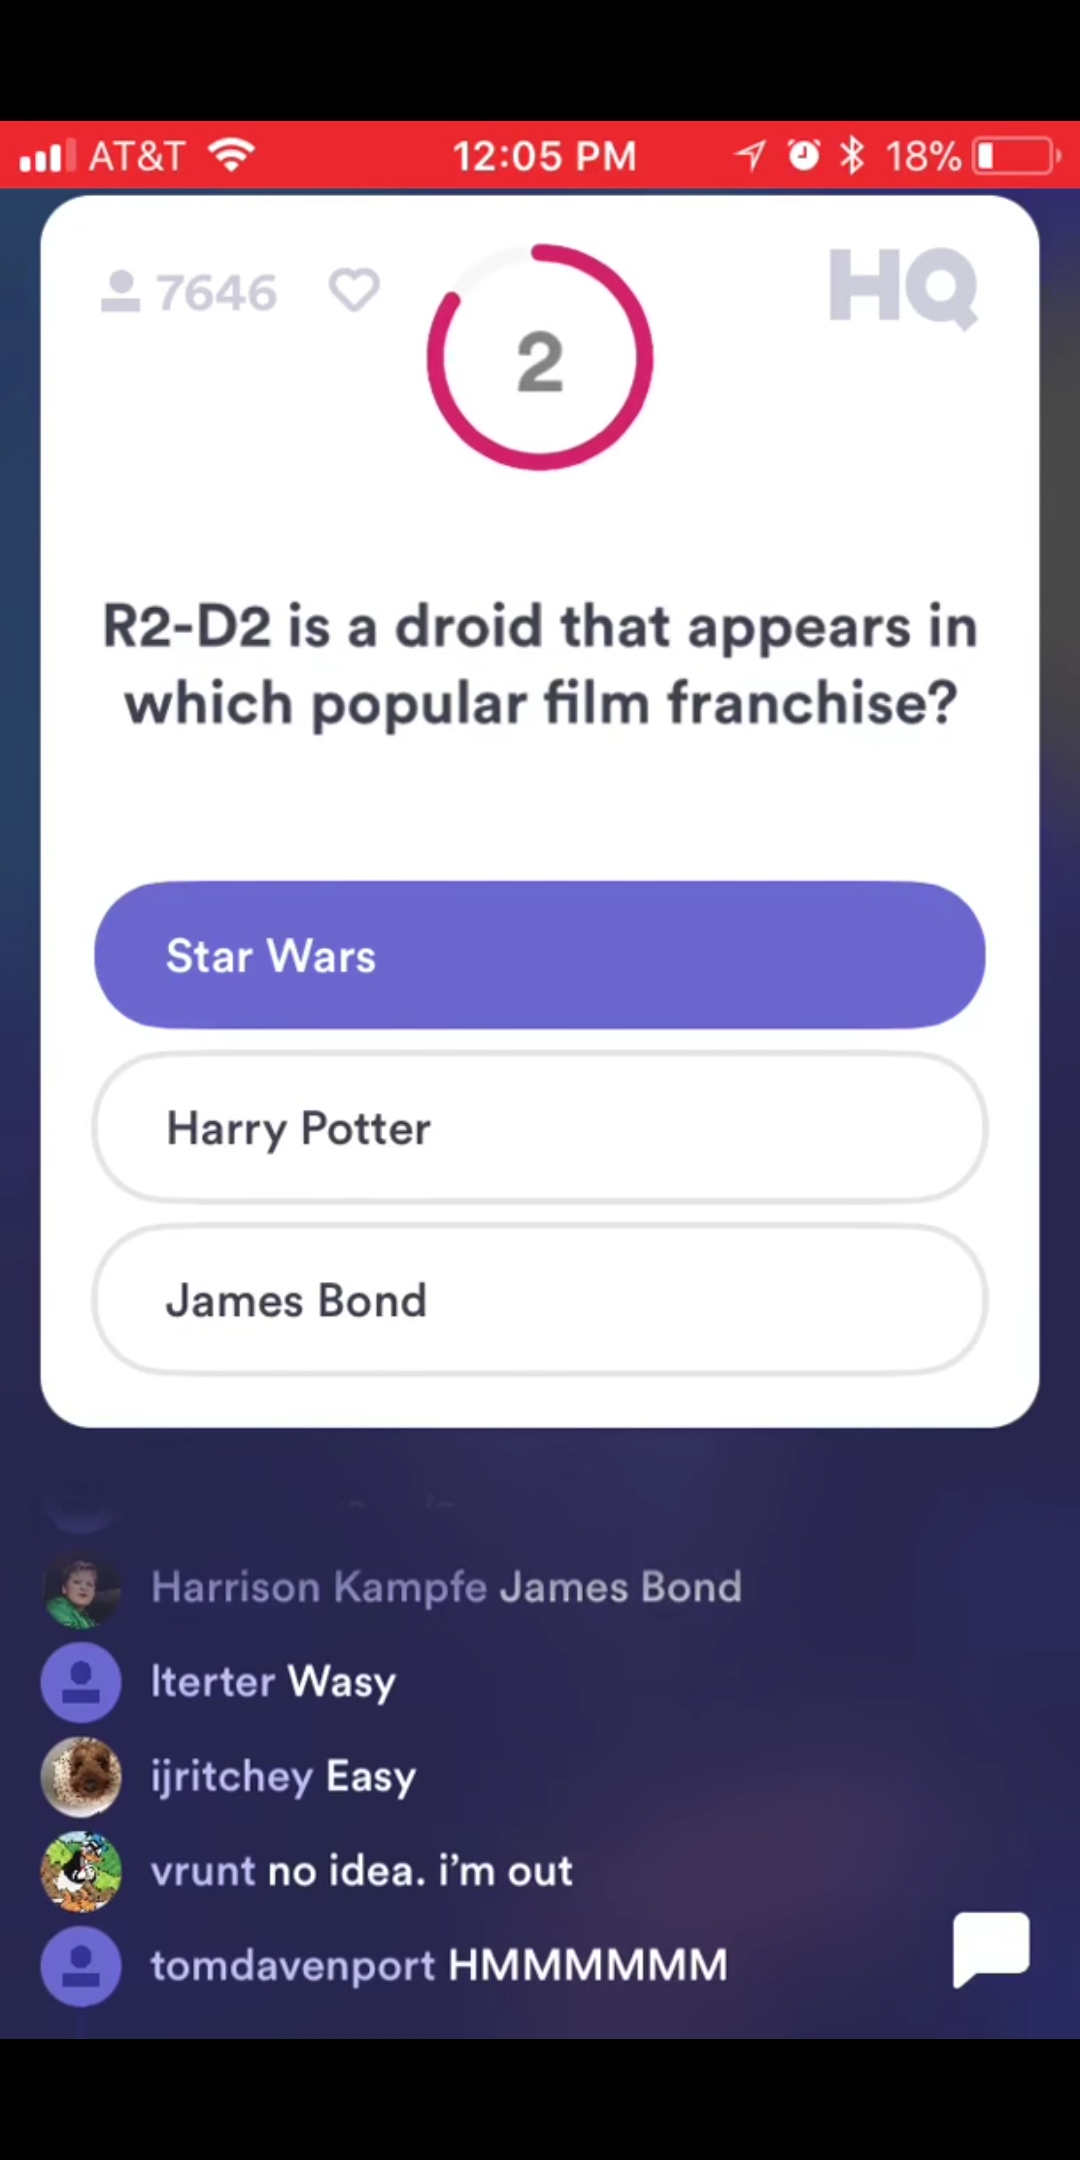 AT&T 12:05 PM 18%
7646 2 HQ
R2-D2 is a droid that appears in
which popular film franchise?
Star Wars
Harry Potter
James Bond
Harrison Kampfe James Bond
lterter Wasy
ijritchey Easy
vrunt no idea. i'm out
tomdavenport HMMMMMM